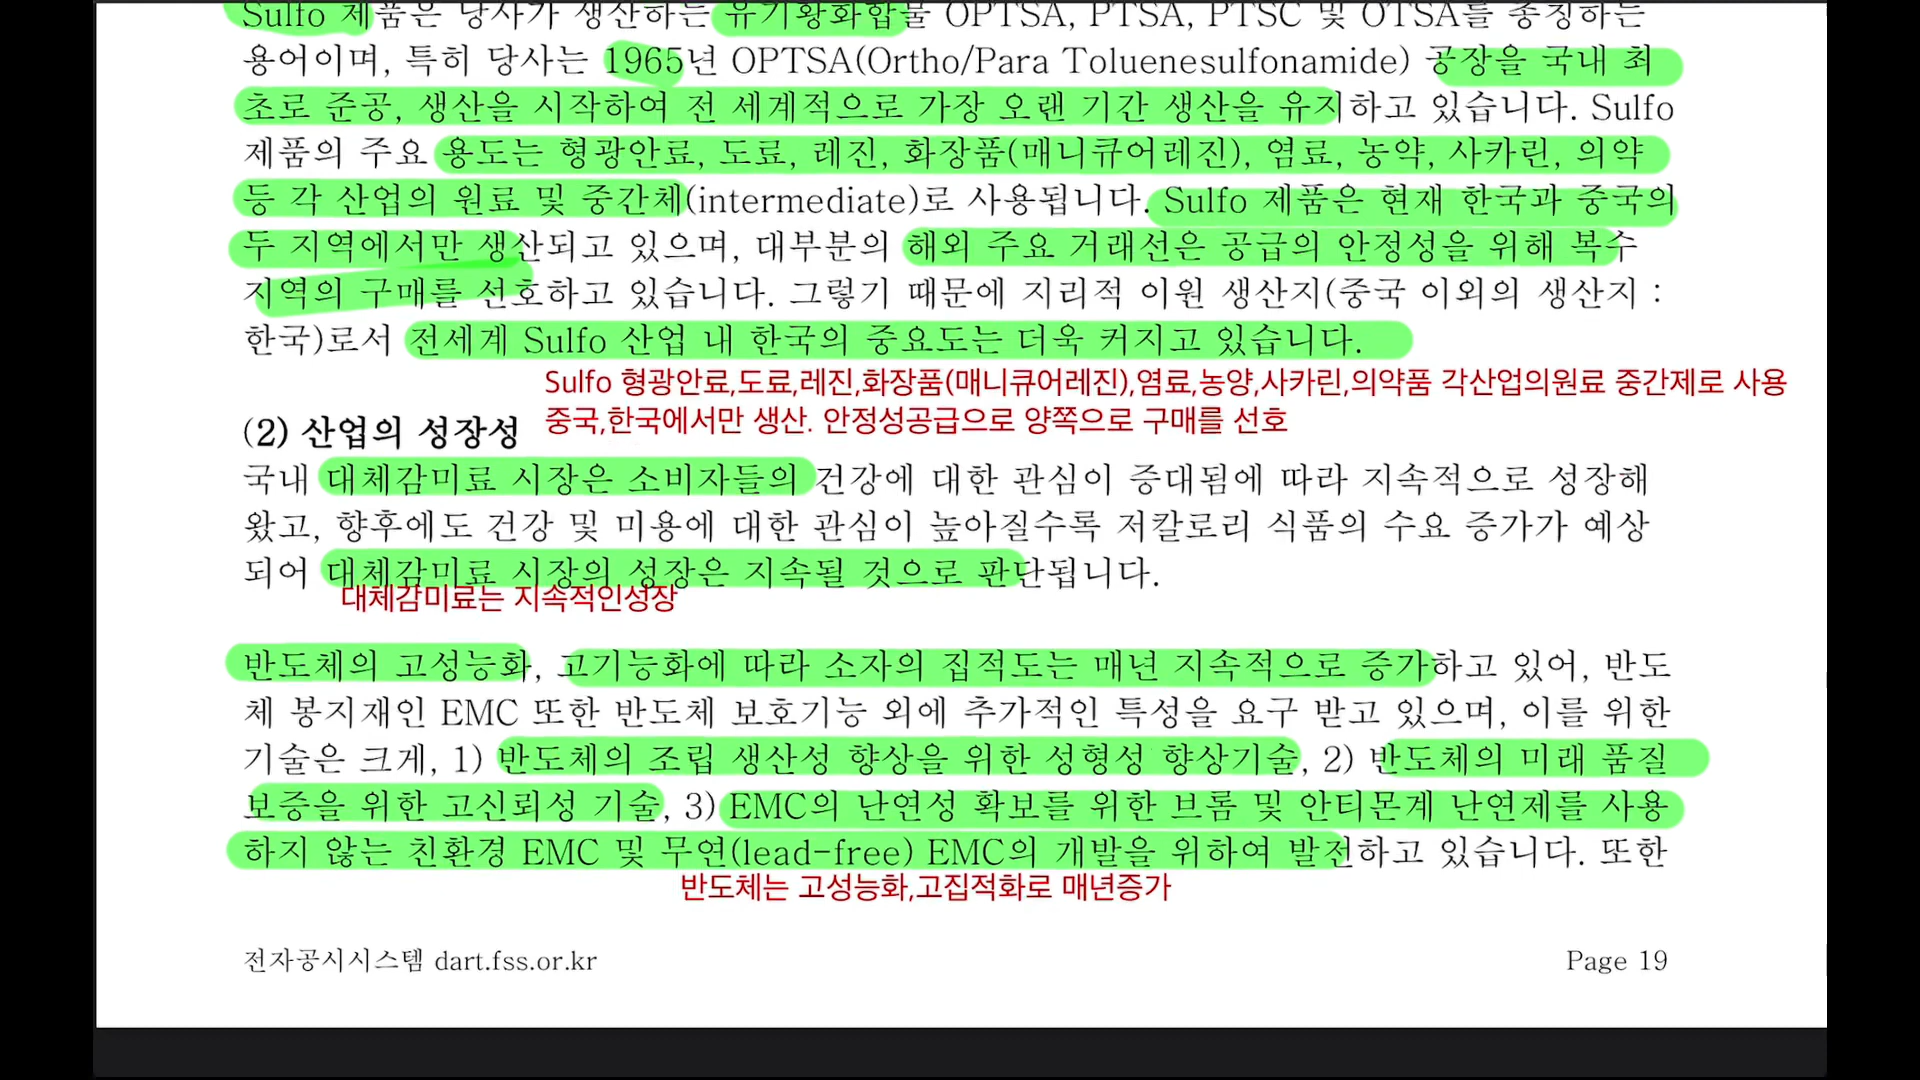 Sulfo 제품은 당사가 생산하는 유기황화합물 OPTSA, PTSA, PTSC 및 OTSA를 총칭하는
용어이며, 특히 당사는 1965년 OPTSA(Ortho/Para Toluenesulfonamide) 공장을 국내 최
초로 준공, 생산을 시작하여 전 세계적으로 가장 오랜 기간 생산을 유지하고 있습니다. Sulfo
제품의 주요 용도는 형광안료, 도료, 레진, 화장품(매니큐어레진), 염료, 농약, 사카린, 의약
등 각 산업의 원료 및 중간체(intermediate)로 사용됩니다. Sulfo 제품은 현재 한국과 중국의
두 지역에서만 생산되고 있으며, 대부분의 해외 주요 거래선은 공급의 안정성을 위해 복수
지역의 구매를 선호하고 있습니다. 그렇기 때문에 지리적 이원 생산지(중국 이외의 생산지 :
한국)로서 전세계 Sulfo 산업 내 한국의 중요도는 더욱 커지고 있습니다.
Sulfo 형광안료,도료,레진,화장품(매니큐어레진),염료,농양,사카린,의약품 각산업의원료 중간제로 사용
중국,한국에서만 생산. 안정성공급으로 양쪽으로 구매를 선호
(2) 산업의 성장성
국내 대체감미료 시장은 소비자들의 건강에 대한 관심이 증대됨에 따라 지속적으로 성장해
왔고, 향후에도 건강 및 미용에 대한 관심이 높아질수록 저칼로리 식품의 수요 증가가 예상
되어 대체감미료 시장의 성장은 지속될 것으로 판단됩니다.
대체감미료는 지속적인성장
반도체의 고성능화, 고기능화에 따라 소자의 집적도는 매년 지속적으로 증가하고 있어, 반도
체 봉지재인 EMC 또한 반도체 보호기능 외에 추가적인 특성을 요구 받고 있으며, 이를 위한
기술은 크게, 1) 반도체의 조립 생산성 향상을 위한 성형성 향상기술, 2) 반도체의 미래 품질
보증을 위한 고신뢰성 기술, 3) EMC의 난연성 확보를 위한 브롬 및 안티몬계 난연제를 사용
하지 않는 친환경 EMC 및 무연(lead-free) EMC의 개발을 위하여 발전하고 있습니다. 또한
반도체는 고성능화,고집적화로 매년증가
전자공시시스템 dart.fss.or.kr
Page 19